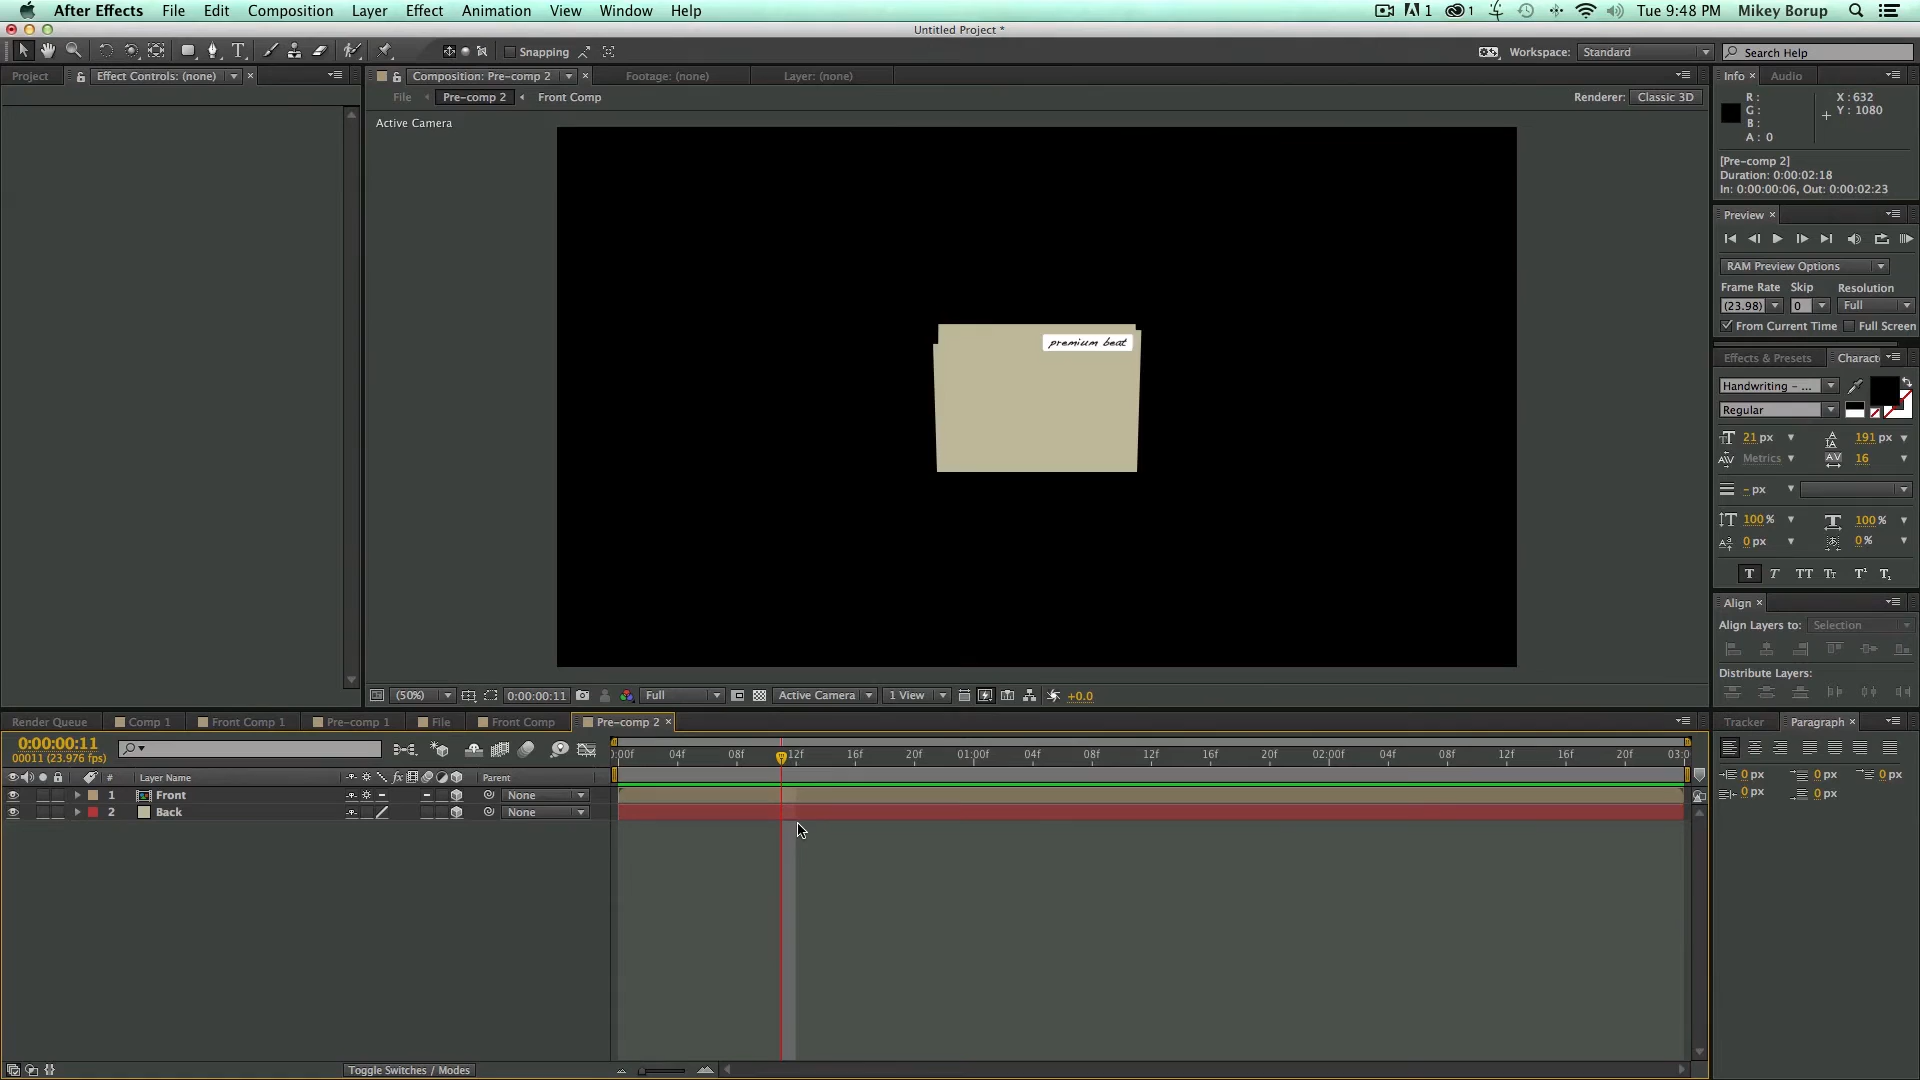 After Effects File Edit Composition Layer Effect Animation View Window Help 1 1 Tue 9:48 PM Mikey Borup
Untitled Project *
Snapping Workspace: Standard Search Help
Project Effect Controls: (none) Composition: Pre-comp 2 Footage: (none) Layer: (none) Info Audio
File Pre-comp 2 Front Comp Renderer: Classic 3D
R: X : 632
G: Y : 1080
B:
A : 0
Active Camera
premium beat
[Pre-comp 2]
Duration: 0:00:02:18
In: 0:00:00:06, Out: 0:00:02:23
Preview
RAM Preview Options
Frame Rate Skip Resolution
(23.98) 0 Full
From Current Time Full Screen
Effects & Presets Charact
Handwriting - ...
Regular
21 px 191 px
Metrics 16
- px
100 % 100 %
0 px 0 %
T T TT Tt T¹ T₁
Align
Align Layers to: Selection
Distribute Layers:
(50%) 0:00:00:11 Full Active Camera 1 View +0.0
Render Queue Comp 1 Front Comp 1 Pre-comp 1 File Front Comp Pre-comp 2
Tracker Paragraph
0 px 0 px 0 px
0 px 0 px
0:00:00:11
00011 (23.976 fps)
:00f 04f 08f 12f 16f 20f 01:00f 04f 08f 12f 16f 20f 02:00f 04f 08f 12f 16f 20f 03:0
# Layer Name Parent
1 Front None
2 Back None
Toggle Switches / Modes